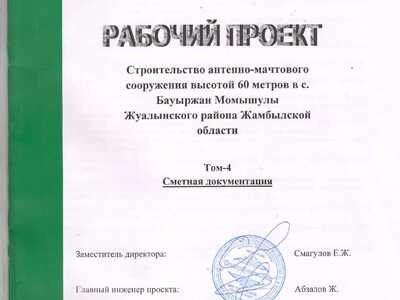 РАБОЧИЙ ПРОЕКТ
Строительство антенно-мачтового
сооружения высотой 60 метров в с.
Бауыржан Момышулы
Жуалынского района Жамбылской
области
Том-4
Сметная документация
Заместитель директора: Смагулов Е.Ж.
Главный инженер проекта: Абзалов Ж.